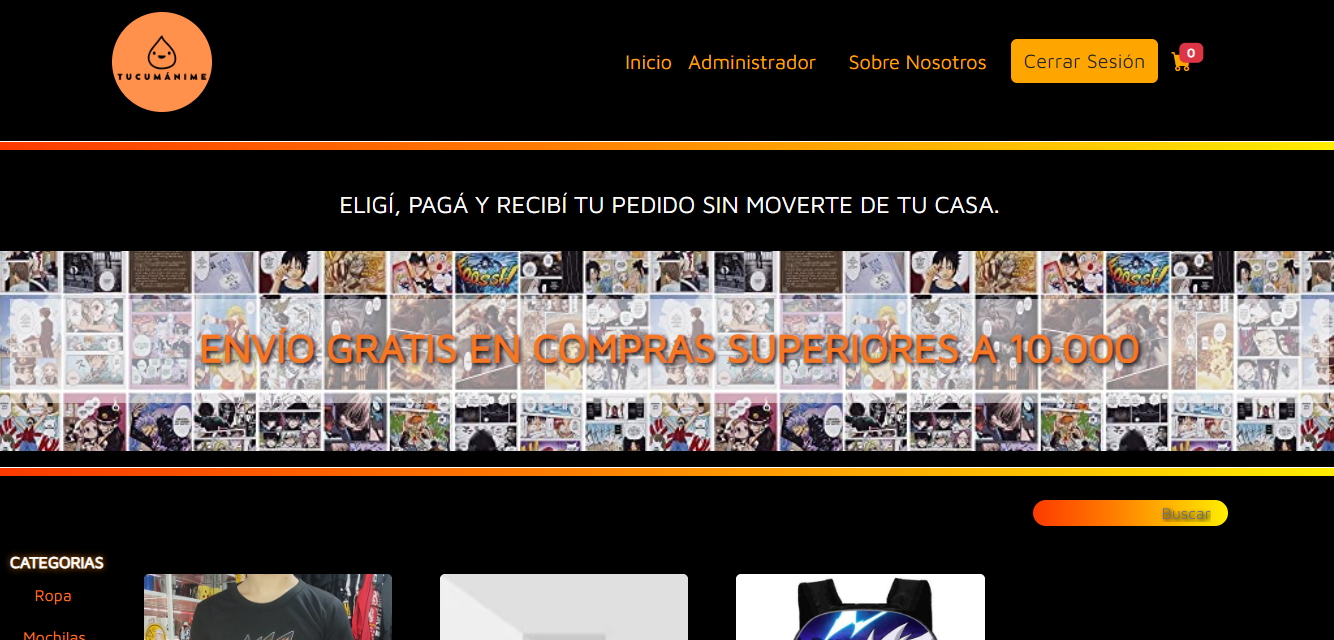 TUCUMÁNIME
Inicio Administrador Sobre Nosotros Cerrar Sesión 0
ELIGÍ, PAGÁ Y RECIBÍ TU PEDIDO SIN MOVERTE DE TU CASA.
ENVÍO GRATIS EN COMPRAS SUPERIORES A 10.000
Buscar
CATEGORIAS
Ropa
Mochilas